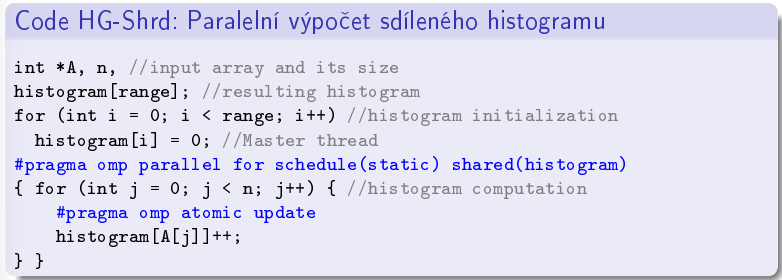 Code HG-Shrd: Paralelní výpočet sdíleného histogramu
int *A, n, //input array and its size
histogram[range]; //resulting histogram
for (int i = 0; i < range; i++) //histogram initialization
  histogram[i] = 0; //Master thread
#pragma omp parallel for schedule(static) shared(histogram)
{ for (int j = 0; j < n; j++) { //histogram computation
    #pragma omp atomic update
    histogram[A[j]]++;
} }